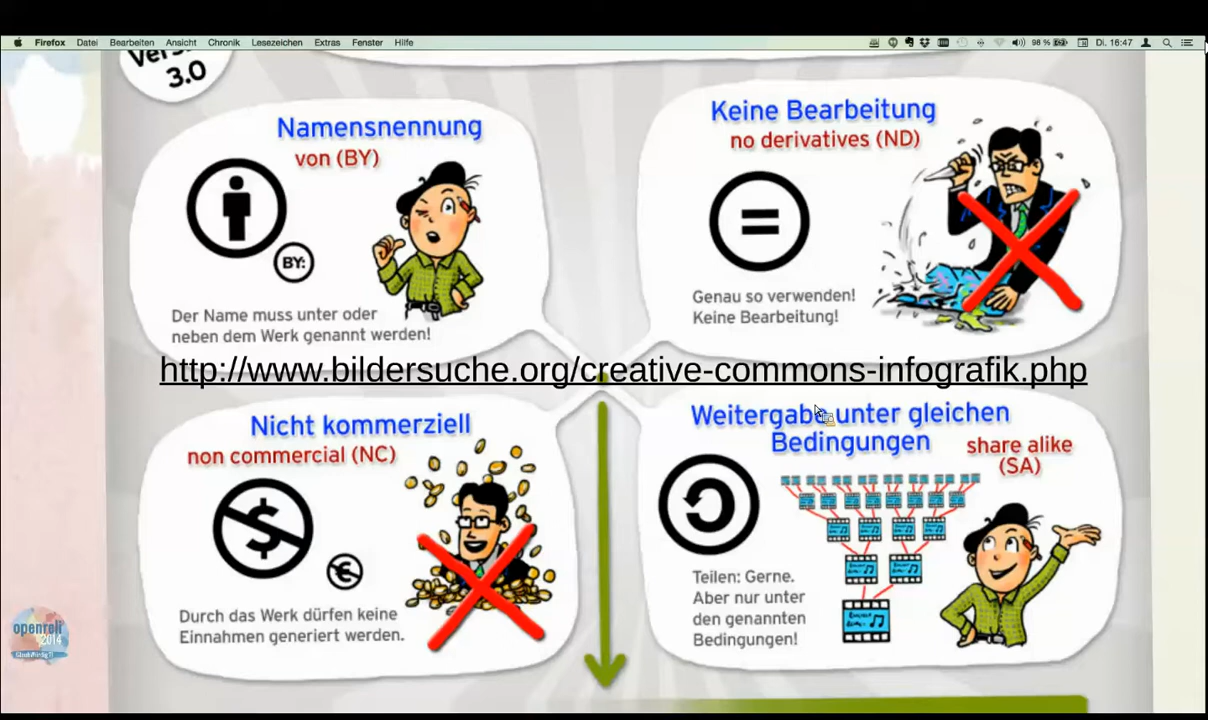 Firefox Datei Bearbeiten Ansicht Chronik Lesezeichen Extras Fenster Hilfe
98 % Di. 16:47
3.0
Namensnennung
von (BY)
BY:
Der Name muss unter oder
neben dem Werk genannt werden!
Keine Bearbeitung
no derivatives (ND)
Genau so verwenden!
Keine Bearbeitung!
http://www.bildersuche.org/creative-commons-infografik.php
Nicht kommerziell
non commercial (NC)
Durch das Werk dürfen keine
Einnahmen generiert werden.
Weitergabe unter gleichen
Bedingungen
share alike
(SA)
Teilen: Gerne.
Aber nur unter
den genannten
Bedingungen!
openreli
2014